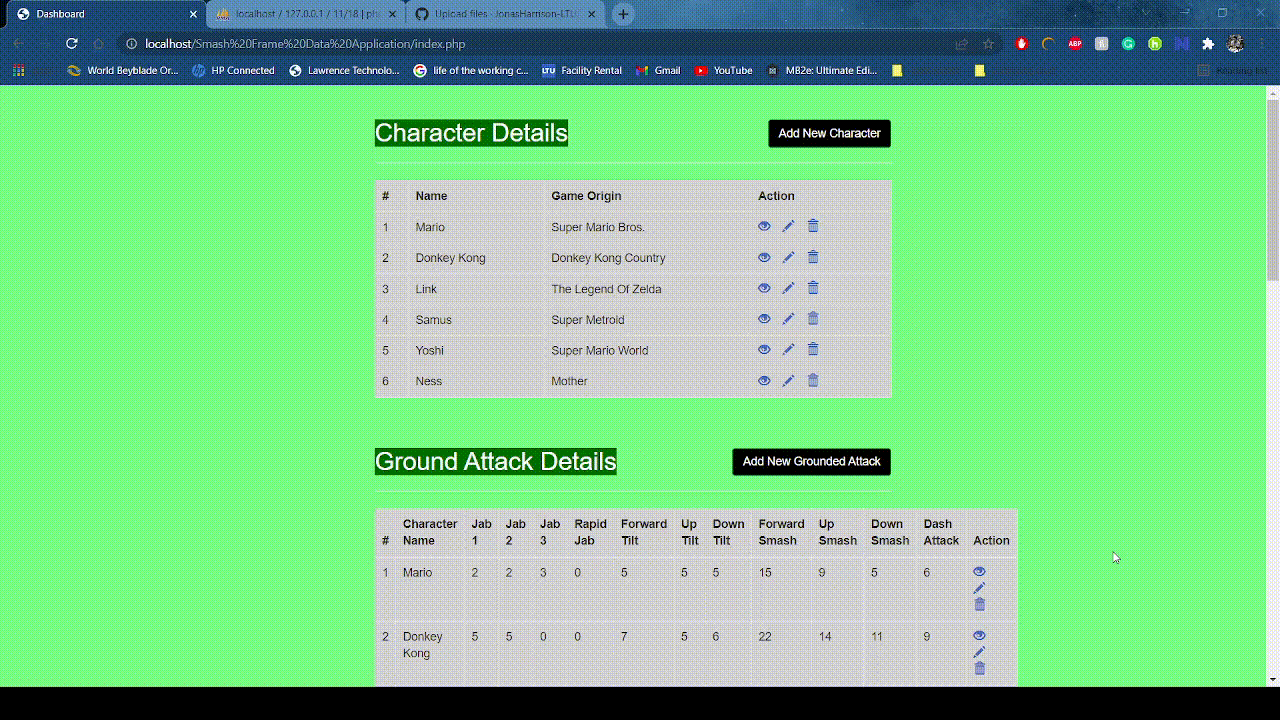 Dashboard
localhost / 127.0.0.1 / 11/18 | ph
Upload files · JonasHarrison-LTU
localhost/Smash%20Frame%20Data%20Application/index.php
ABP
World Beyblade Or...
HP Connected
Lawrence Technolo...
life of the working c...
LTU Facility Rental
Gmail
YouTube
MB2e: Ultimate Edi...
Reading list
Character Details
Add New Character
# Name Game Origin Action
1 Mario Super Mario Bros.
2 Donkey Kong Donkey Kong Country
3 Link The Legend Of Zelda
4 Samus Super Metroid
5 Yoshi Super Mario World
6 Ness Mother
Ground Attack Details
Add New Grounded Attack
Character Jab Jab Jab Rapid Forward Up Down Forward Up Down Dash
# Name 1 2 3 Jab Tilt Tilt Tilt Smash Smash Smash Attack Action
1 Mario 2 2 3 0 5 5 5 15 9 5 6
2 Donkey 5 5 0 0 7 5 6 22 14 11 9
Kong